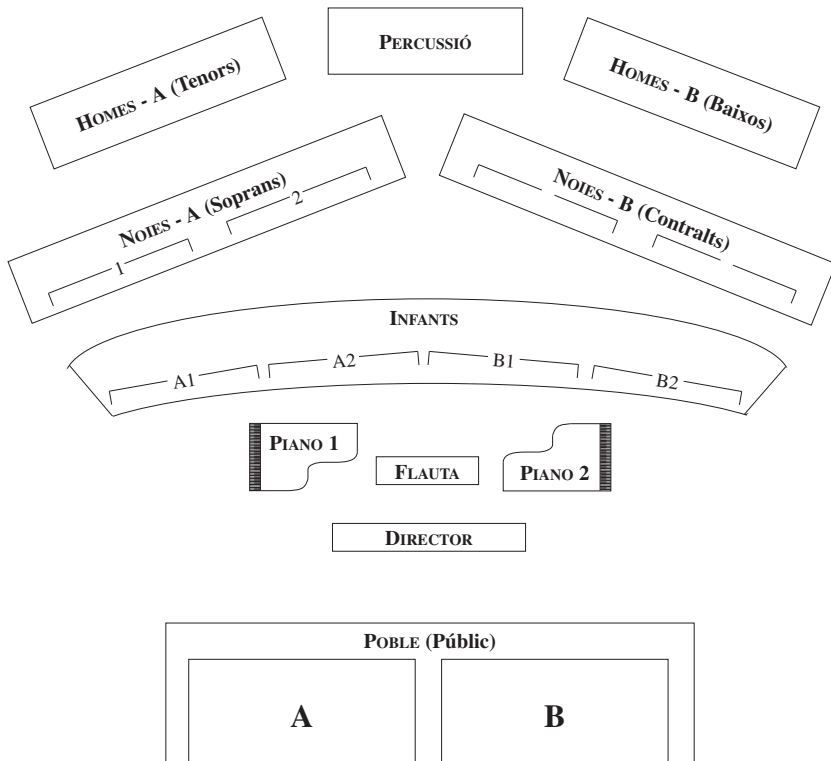 PERCUSSIÓ
HOMES - A (Tenors)
HOMES - B (Baixos)
NOIES - A (Soprans)
1
2
NOIES - B (Contralts)
INFANTS
A1
A2
B1
B2
PIANO 1
FLAUTA
PIANO 2
DIRECTOR
POBLE (Públic)
A
B